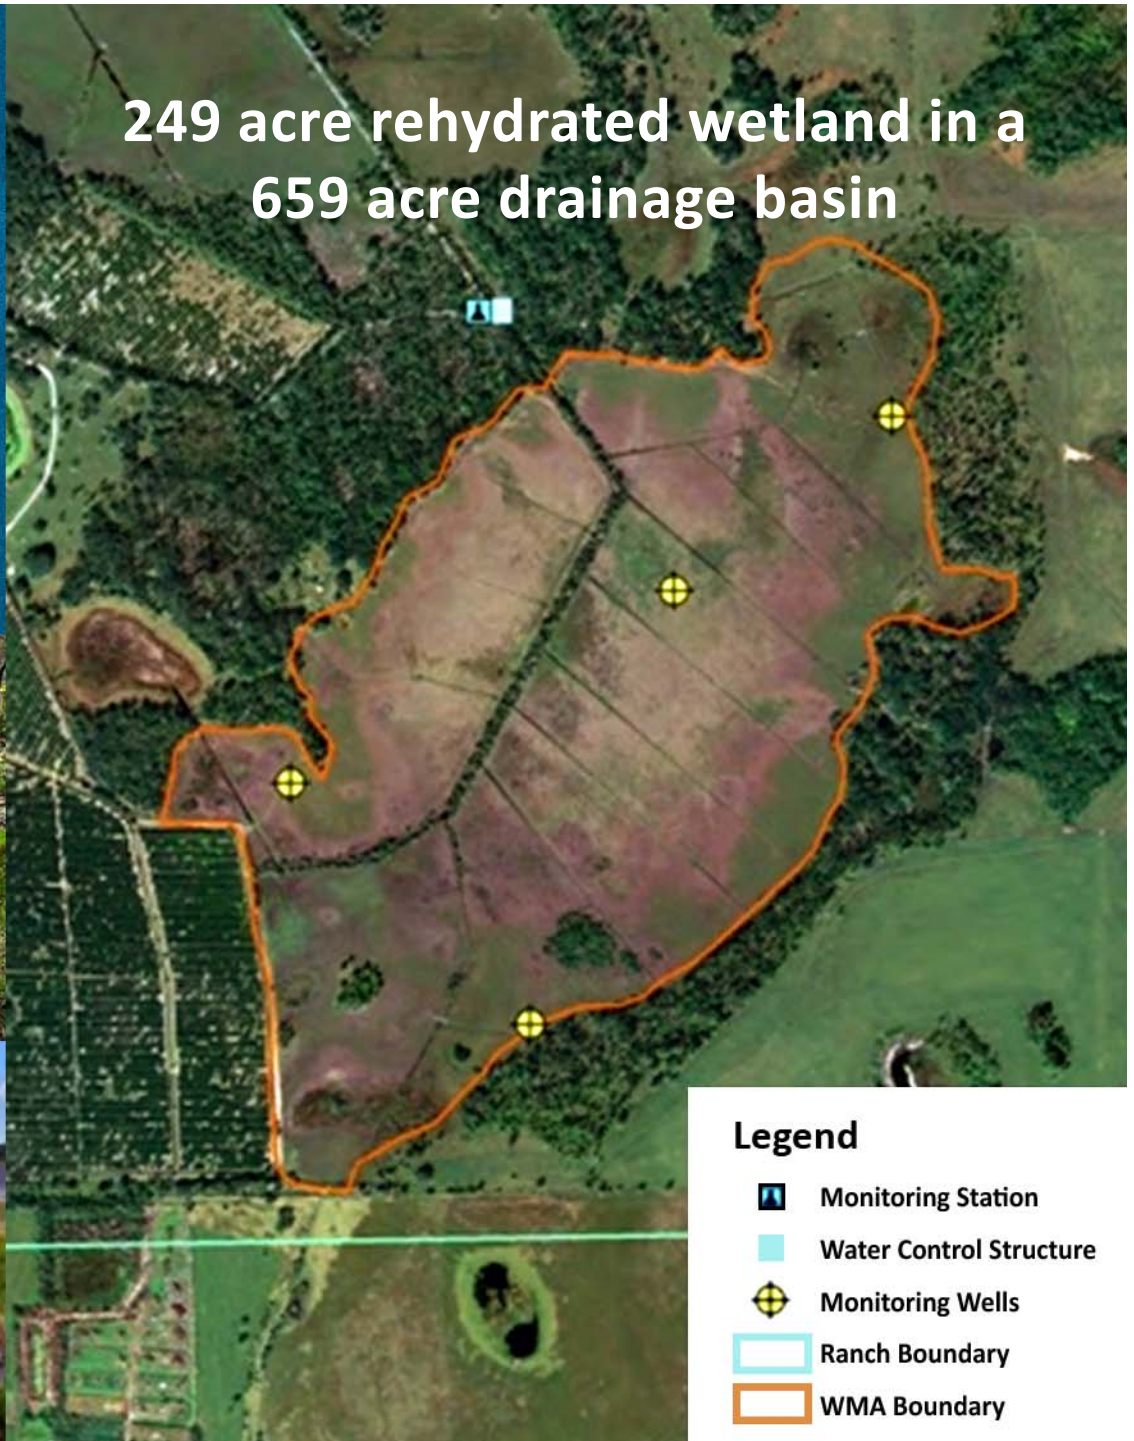 249 acre rehydrated wetland in a
659 acre drainage basin
Legend
Monitoring Station
Water Control Structure
Monitoring Wells
Ranch Boundary
WMA Boundary